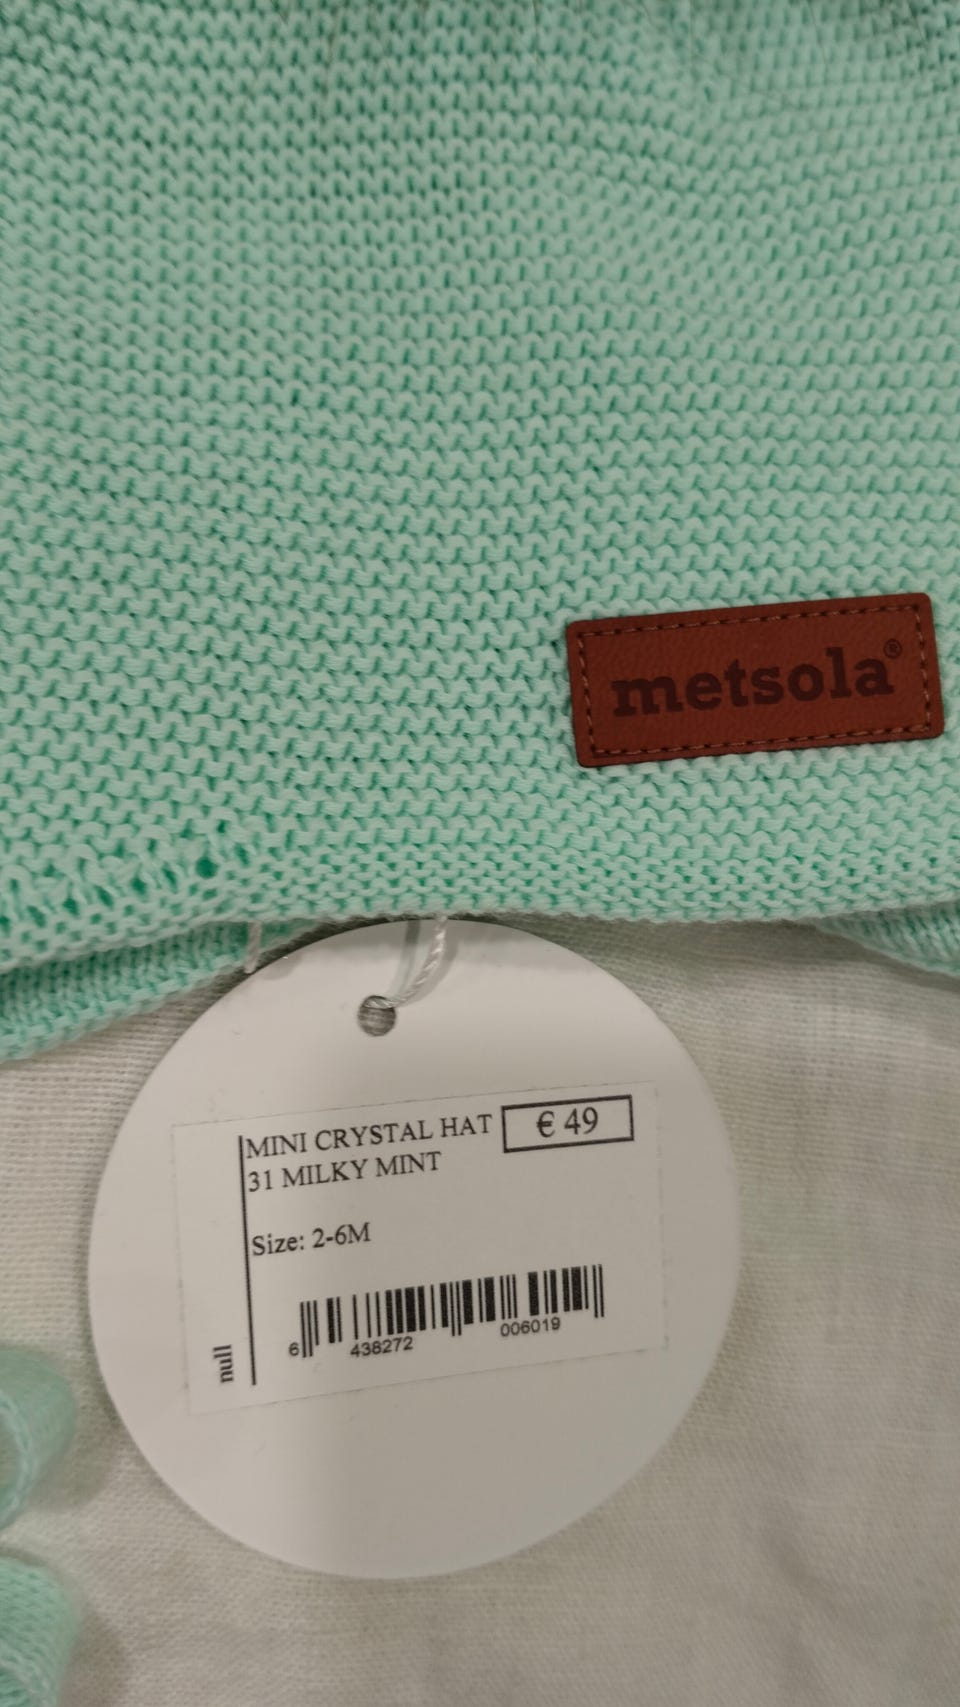 metsola®
MINI CRYSTAL HAT € 49
31 MILKY MINT
Size: 2-6M
null
6 438272 006019